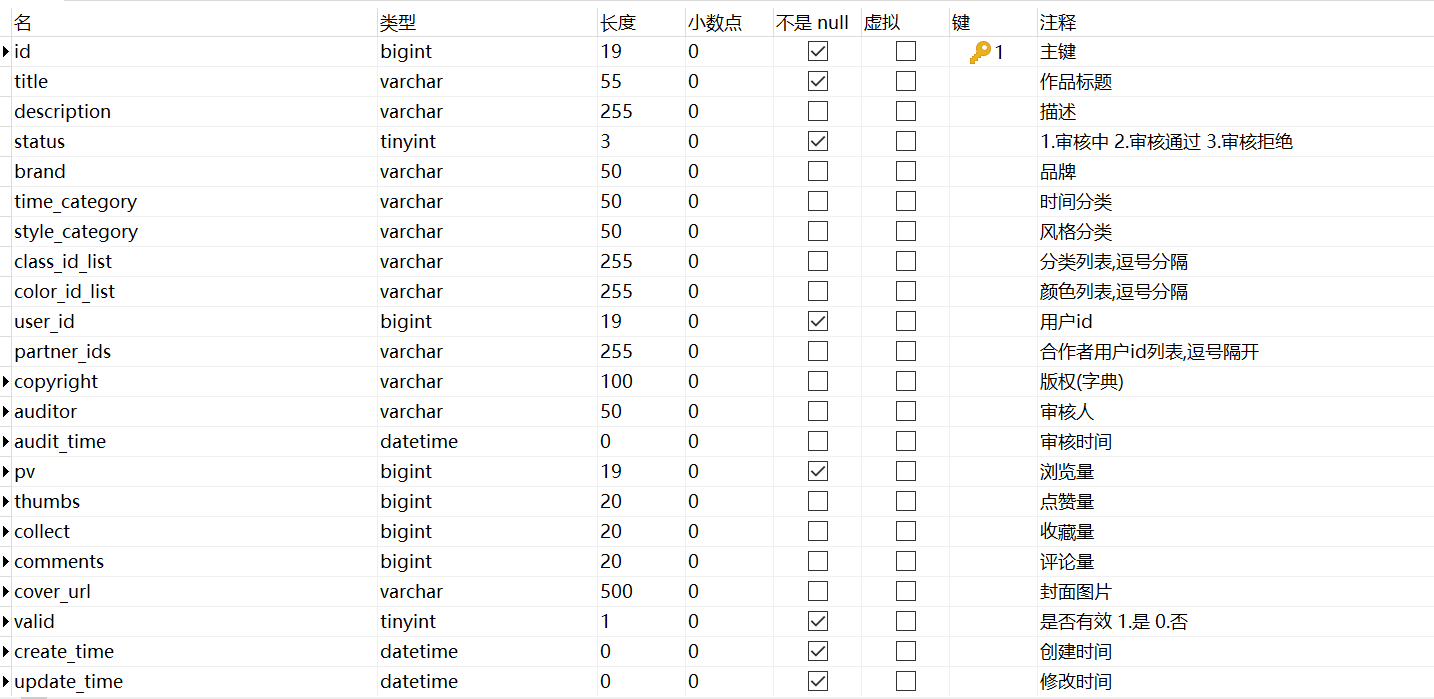 名 类型 长度 小数点 不是 null 虚拟 键 注释
id bigint 19 0 1 主键
title varchar 55 0 作品标题
description varchar 255 0 描述
status tinyint 3 0 1.审核中 2.审核通过 3.审核拒绝
brand varchar 50 0 品牌
time_category varchar 50 0 时间分类
style_category varchar 50 0 风格分类
class_id_list varchar 255 0 分类列表,逗号分隔
color_id_list varchar 255 0 颜色列表,逗号分隔
user_id bigint 19 0 用户id
partner_ids varchar 255 0 合作者用户id列表,逗号隔开
copyright varchar 100 0 版权(字典)
auditor varchar 50 0 审核人
audit_time datetime 0 0 审核时间
pv bigint 19 0 浏览量
thumbs bigint 20 0 点赞量
collect bigint 20 0 收藏量
comments bigint 20 0 评论量
cover_url varchar 500 0 封面图片
valid tinyint 1 0 是否有效 1.是 0.否
create_time datetime 0 0 创建时间
update_time datetime 0 0 修改时间